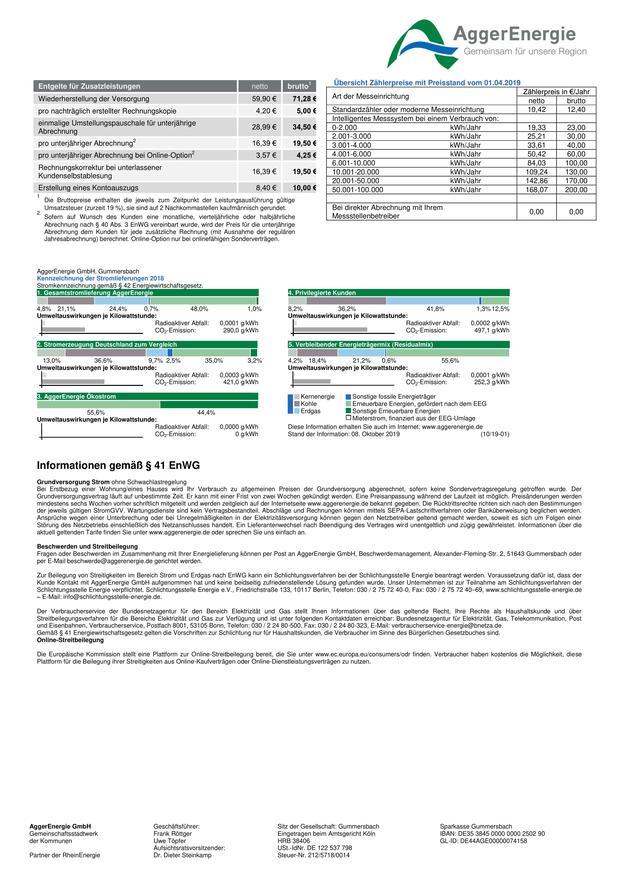 AggerEnergie
Gemeinsam für unsere Region
Entgelte für Zusatzleistungen netto brutto¹
Wiederherstellung der Versorgung 59,90 € 71,28 €
pro nachträglich erstellter Rechnungskopie 4,20 € 5,00 €
einmalige Umstellungspauschale für unterjährige
Abrechnung 28,99 € 34,50 €
pro unterjähriger Abrechnung² 16,39 € 19,50 €
pro unterjähriger Abrechnung bei Online-Option² 3,57 € 4,25 €
Rechnungskorrektur bei unterlassener
Kundenselbstablesung 16,39 € 19,50 €
Erstellung eines Kontoauszugs 8,40 € 10,00 €
1 Die Bruttopreise enthalten die jeweils zum Zeitpunkt der Leistungsausführung gültige
Umsatzsteuer (zurzeit 19 %), sie sind auf 2 Nachkommastellen kaufmännisch gerundet.
2. Sofern auf Wunsch des Kunden eine monatliche, vierteljährliche oder halbjährliche
Abrechnung nach § 40 Abs. 3 EnWG vereinbart wurde, wird der Preis für die unterjährige
Abrechnung dem Kunden für jede zusätzliche Rechnung (mit Ausnahme der regulären
Jahresabrechnung) berechnet. Online-Option nur bei onlinefähigen Sonderverträgen.
Übersicht Zählerpreise mit Preisstand vom 01.04.2019
Art der Messeinrichtung Zählerpreis in €/Jahr
netto brutto
Standardzähler oder moderne Messeinrichtung 10,42 12,40
Intelligentes Messsystem bei einem Verbrauch von:
0-2.000 kWh/Jahr 19,33 23,00
2.001-3.000 kWh/Jahr 25,21 30,00
3.001-4.000 kWh/Jahr 33,61 40,00
4.001-6.000 kWh/Jahr 50,42 60,00
6.001-10.000 kWh/Jahr 84,03 100,00
10.001-20.000 kWh/Jahr 109,24 130,00
20.001-50.000 kWh/Jahr 142,86 170,00
50.001-100.000 kWh/Jahr 168,07 200,00
Bei direkter Abrechnung mit Ihrem
Messstellenbetreiber 0,00 0,00
AggerEnergie GmbH, Gummersbach
Kennzeichnung der Stromlieferungen 2018
Stromkennzeichnung gemäß § 42 Energiewirtschaftsgesetz.
1. Gesamtstromlieferung AggerEnergie
4,8% 21,1% 24,4% 0,7% 48,0% 1,0%
Umweltauswirkungen je Kilowattstunde:
Radioaktiver Abfall: 0,0001 g/kWh
CO₂-Emission: 290,0 g/kWh
2. Stromerzeugung Deutschland zum Vergleich
13,0% 36,6% 9,7% 2,5% 35,0% 3,2%
Umweltauswirkungen je Kilowattstunde:
Radioaktiver Abfall: 0,0003 g/kWh
CO₂-Emission: 421,0 g/kWh
3. AggerEnergie Ökostrom
55,6% 44,4%
Umweltauswirkungen je Kilowattstunde:
Radioaktiver Abfall: 0,0000 g/kWh
CO₂-Emission: 0 g/kWh
4. Privilegierte Kunden
8,2% 36,2% 41,8% 1,3% 12,5%
Umweltauswirkungen je Kilowattstunde:
Radioaktiver Abfall: 0,0002 g/kWh
CO₂-Emission: 497,1 g/kWh
5. Verbleibender Energieträgermix (Residualmix)
4,2% 18,4% 21,2% 0,6% 55,6%
Umweltauswirkungen je Kilowattstunde:
Radioaktiver Abfall: 0,0001 g/kWh
CO₂-Emission: 252,3 g/kWh
Kernenergie Sonstige fossile Energieträger
Kohle Erneuerbare Energien, gefördert nach dem EEG
Erdgas Sonstige Erneuerbare Energien
Mieterstrom, finanziert aus der EEG-Umlage
Diese Information erhalten Sie auch im Internet: www.aggerenergie.de
Stand der Information: 08. Oktober 2019 (10/19-01)
Informationen gemäß § 41 EnWG
Grundversorgung Strom ohne Schwachlastregelung
Bei Erstbezug einer Wohnung/eines Hauses wird Ihr Verbrauch zu allgemeinen Preisen der Grundversorgung abgerechnet, sofern keine Sondervertragsregelung getroffen wurde. Der
Grundversorgungsvertrag läuft auf unbestimmte Zeit. Er kann mit einer Frist von zwei Wochen gekündigt werden. Eine Preisanpassung während der Laufzeit ist möglich. Preisänderungen werden
mindestens sechs Wochen vorher schriftlich mitgeteilt und werden zeitgleich auf der Internetseite www.aggerenergie.de bekannt gegeben. Die Rücktrittsrechte richten sich nach den Bestimmungen
der jeweils gültigen StromGVV. Wartungsdienste sind kein Vertragsbestandteil. Abschläge und Rechnungen können mittels SEPA-Lastschriftverfahren oder Banküberweisung beglichen werden.
Ansprüche wegen einer Unterbrechung oder bei Unregelmäßigkeiten in der Elektrizitätsversorgung können gegen den Netzbetreiber geltend gemacht werden, soweit es sich um Folgen einer
Störung des Netzbetriebs einschließlich des Netzanschlusses handelt. Ein Lieferantenwechsel nach Beendigung des Vertrages wird unentgeltlich und zügig gewährleistet. Informationen über die
aktuell geltenden Tarife finden Sie unter www.aggerenergie.de oder sprechen Sie uns einfach an.
Beschwerden und Streitbeilegung
Fragen oder Beschwerden im Zusammenhang mit Ihrer Energielieferung können per Post an AggerEnergie GmbH, Beschwerdemanagement, Alexander-Fleming-Str. 2, 51643 Gummersbach oder
per E-Mail beschwerde@aggerenergie.de gerichtet werden.
Zur Beilegung von Streitigkeiten im Bereich Strom und Erdgas nach EnWG kann ein Schlichtungsverfahren bei der Schlichtungsstelle Energie beantragt werden. Voraussetzung dafür ist, dass der
Kunde Kontakt mit AggerEnergie GmbH aufgenommen hat und keine beidseitig zufriedenstellende Lösung gefunden wurde. Unser Unternehmen ist zur Teilnahme am Schlichtungsverfahren der
Schlichtungsstelle Energie verpflichtet. Schlichtungsstelle Energie e.V., Friedrichstraße 133, 10117 Berlin, Telefon: 030 / 2 75 72 40-0, Fax: 030 / 2 75 72 40–69, www.schlichtungsstelle-energie.de
– E-Mail: info@schlichtungsstelle-energie.de.
Der Verbraucherservice der Bundesnetzagentur für den Bereich Elektrizität und Gas stellt Ihnen Informationen über das geltende Recht, Ihre Rechte als Haushaltskunde und über
Streitbeilegungsverfahren für die Bereiche Elektrizität und Gas zur Verfügung und ist unter folgenden Kontaktdaten erreichbar: Bundesnetzagentur für Elektrizität, Gas, Telekommunikation, Post
und Eisenbahnen, Verbraucherservice, Postfach 8001, 53105 Bonn, Telefon: 030 / 2 24 80-500, Fax: 030 / 2 24 80-323, E-Mail: verbraucherservice-energie@bnetza.de.
Gemäß § 41 Energiewirtschaftsgesetz gelten die Vorschriften zur Schlichtung nur für Haushaltskunden, die Verbraucher im Sinne des Bürgerlichen Gesetzbuches sind.
Online-Streitbeilegung
Die Europäische Kommission stellt eine Plattform zur Online-Streitbeilegung bereit, die Sie unter www.ec.europa.eu/consumers/odr finden. Verbraucher haben kostenlos die Möglichkeit, diese
Plattform für die Beilegung ihrer Streitigkeiten aus Online-Kaufverträgen oder Online-Dienstleistungsverträgen zu nutzen.
AggerEnergie GmbH
Gemeinschaftsstadtwerk
der Kommunen
Partner der RheinEnergie
Geschäftsführer:
Frank Röttger
Uwe Töpfer
Aufsichtsratsvorsitzender:
Dr. Dieter Steinkamp
Sitz der Gesellschaft: Gummersbach
Eingetragen beim Amtsgericht Köln
HRB 38406
USt.-IdNr. DE 122 537 798
Steuer-Nr. 212/5718/0014
Sparkasse Gummersbach
IBAN: DE35 3845 0000 0000 2502 90
GL-ID: DE44AGE00000074158